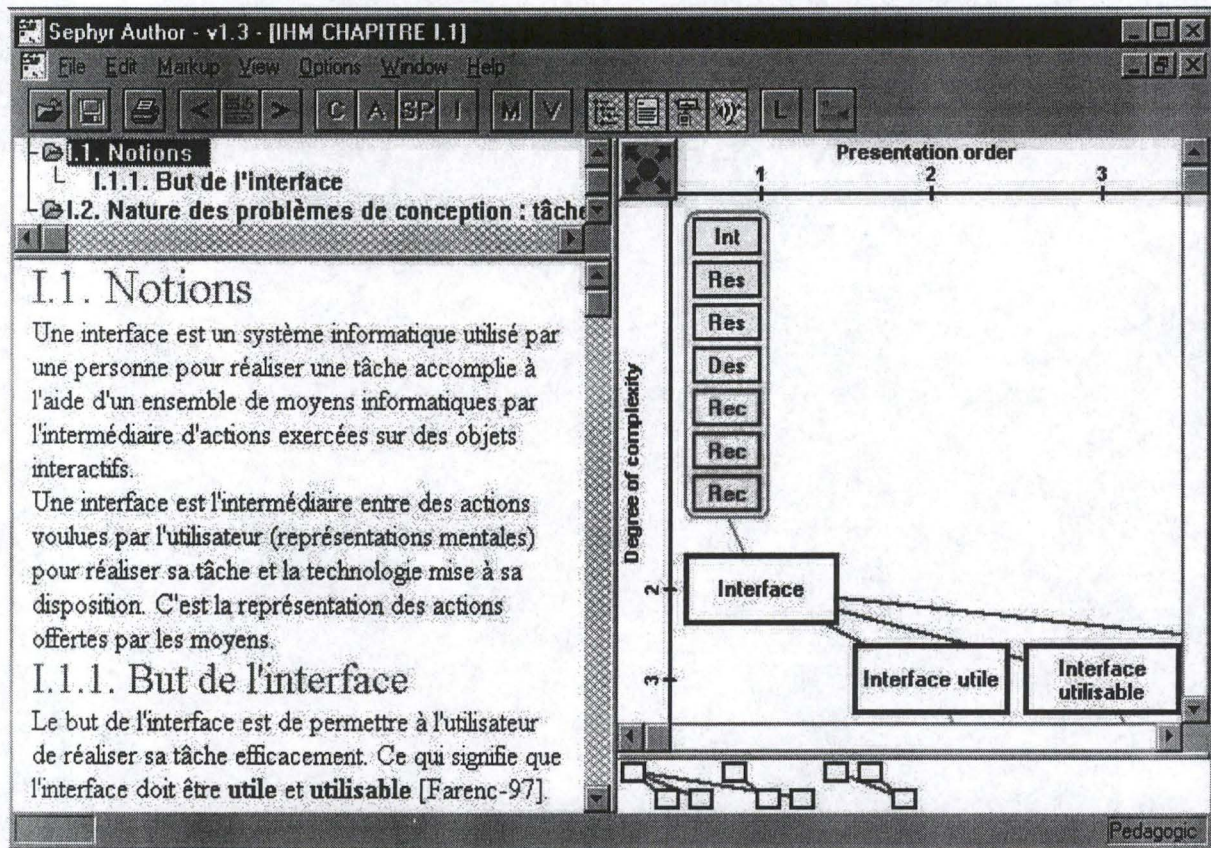 Sephyr Author - v1.3 - [IHM CHAPITRE I.1]
File Edit Markup View Options Window Help
< > C A SP I M V L
I.1. Notions
I.1.1. But de l'interface
I.2. Nature des problèmes de conception : tâche
I.1. Notions
Une interface est un système informatique utilisé par
une personne pour réaliser une tâche accomplie à
l'aide d'un ensemble de moyens informatiques par
l'intermédiaire d'actions exercées sur des objets
interactifs.
Une interface est l'intermédiaire entre des actions
voulues par l'utilisateur (représentations mentales)
pour réaliser sa tâche et la technologie mise à sa
disposition. C'est la représentation des actions
offertes par les moyens.
I.1.1. But de l'interface
Le but de l'interface est de permettre à l'utilisateur
de réaliser sa tâche efficacement. Ce qui signifie que
l'interface doit être utile et utilisable [Farenc-97].
Presentation order
1 2 3
Degree of complexity
Int
Res
Res
Des
Rec
Rec
Rec
2
Interface
3
Interface utile
Interface
utilisable
Pedagogic